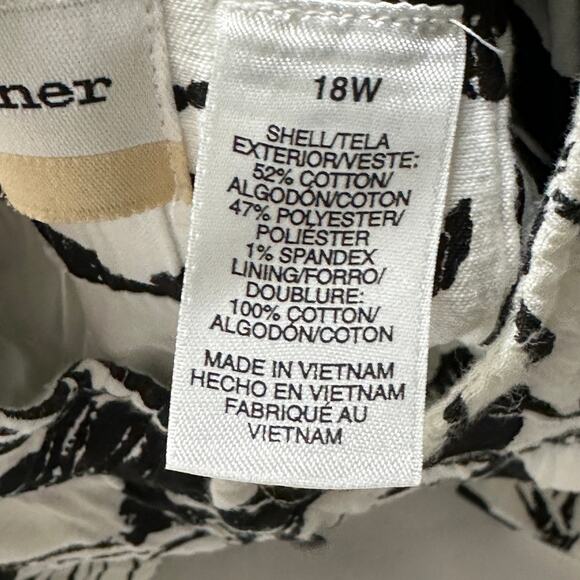 ner
18W
SHELL/TELA
EXTERIOR/VESTE:
52% COTTON/
ALGODÓN/COTON
47% POLYESTER/
POLIÉSTER
1% SPANDEX
LINING/FORRO/
DOUBLURE:
100% COTTON/
ALGODÓN/COTON
MADE IN VIETNAM
HECHO EN VIETNAM
FABRIQUÉ AU
VIETNAM